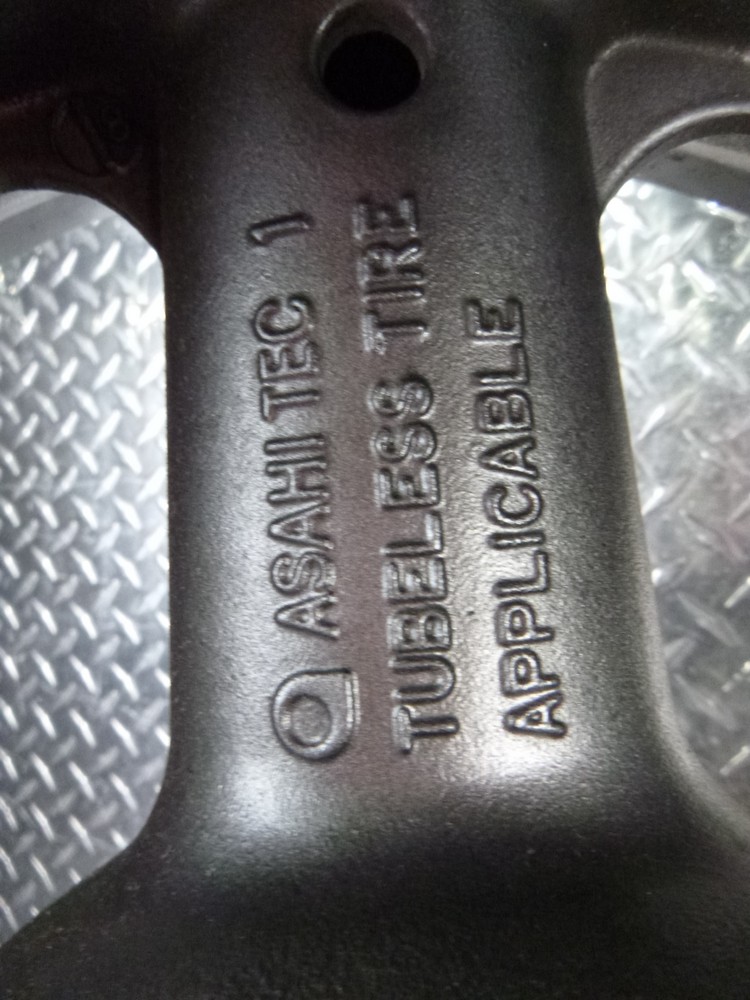 ASAHI TEC 1
TUBELESS TIRE
APPLICABLE